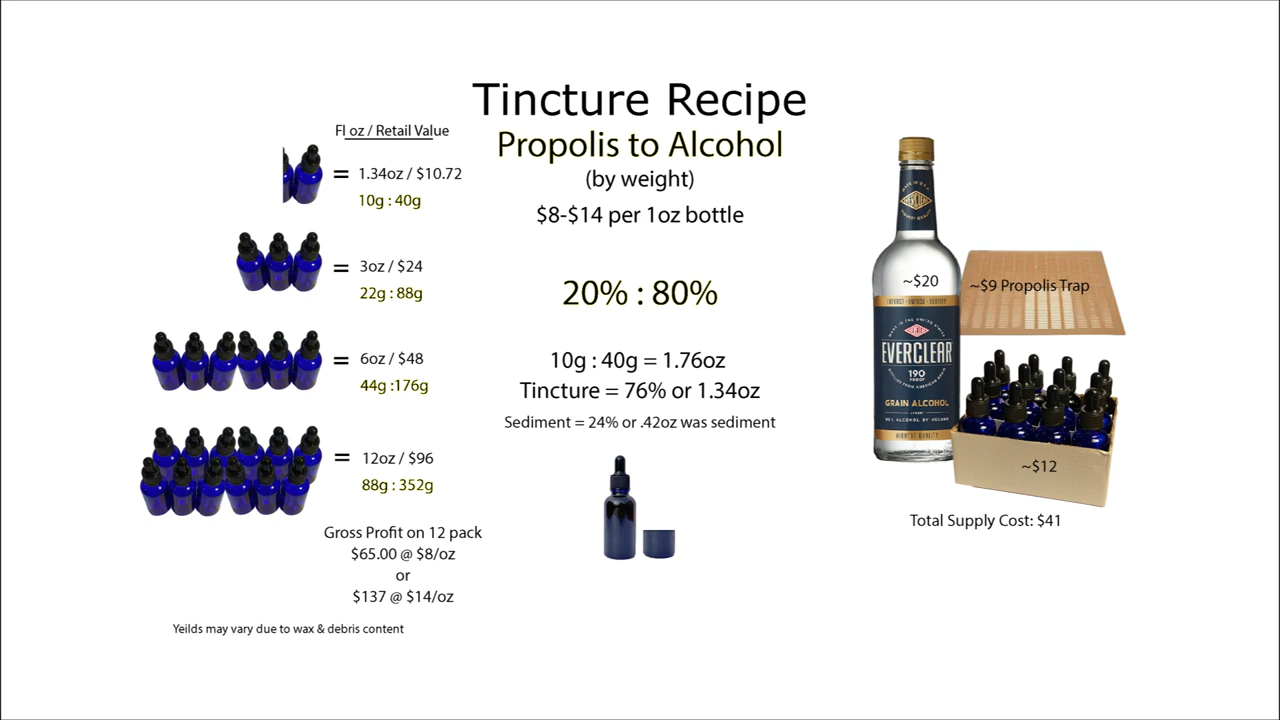 Tincture Recipe
Propolis to Alcohol
(by weight)
$8-$14 per 1oz bottle
20% : 80%
10g : 40g = 1.76oz
Tincture = 76% or 1.34oz
Sediment = 24% or .42oz was sediment
Fl oz / Retail Value
= 1.34oz / $10.72
10g : 40g
= 3oz / $24
22g : 88g
= 6oz / $48
44g :176g
= 12oz / $96
88g : 352g
Gross Profit on 12 pack
$65.00 @ $8/oz
or
$137 @ $14/oz
Yeilds may vary due to wax & debris content
~$20
EVERCLEAR
190
PROOF
GRAIN ALCOHOL
~$9 Propolis Trap
~$12
Total Supply Cost: $41